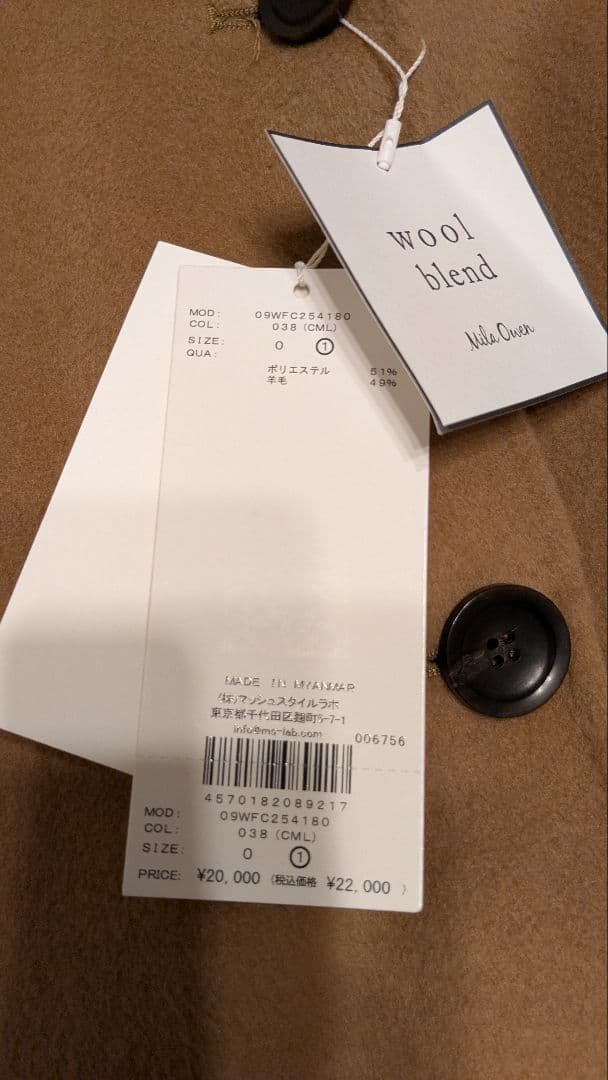 wool
blend
Mila Owen
MOD: 09WFC254180
COL: 038 (CML)
SIZE: 0 ①
QUA:
ポリエステル 51%
羊毛 49%
MADE IN MYANMAR
(株)マッシュスタイルラボ
東京都千代田区麹町5-7-1
info@ms-lab.com
006756
4570182089217
MOD: 09WFC254180
COL: 038 (CML)
SIZE: 0 ①
PRICE: ¥20,000 (税込価格 ¥22,000 )